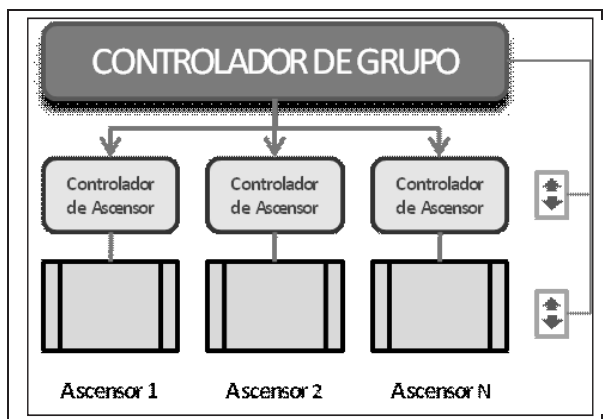 CONTROLADOR DE GRUPO
Controlador
de Ascensor
Controlador
de Ascensor
Controlador
de Ascensor
Ascensor 1
Ascensor 2
Ascensor N